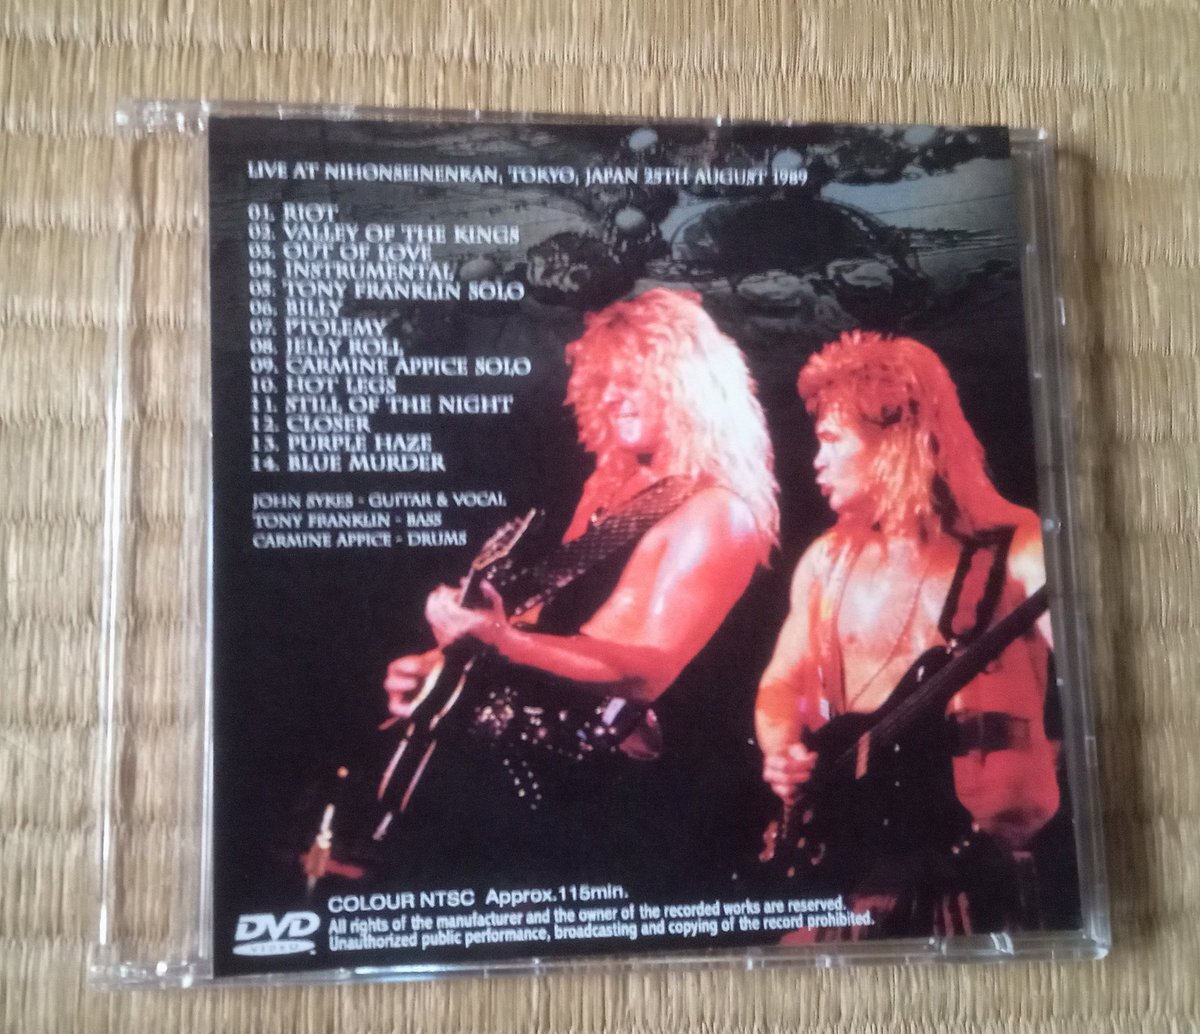 LIVE AT NIHONSEINENKAN, TOKYO, JAPAN 25TH AUGUST 1989
01. RIOT
02. VALLEY OF THE KINGS
03. OUT OF LOVE
04. INSTRUMENTAL
05. TONY FRANKLIN SOLO
06. BILLY
07. PTOLEMY
08. JELLY ROLL
09. CARMINE APPICE SOLO
10. HOT LEGS
11. STILL OF THE NIGHT
12. CLOSER
13. PURPLE HAZE
14. BLUE MURDER
JOHN SYKES - GUITAR & VOCAL
TONY FRANKLIN - BASS
CARMINE APPICE - DRUMS
COLOUR NTSC Approx.115min.
DVD
VIDEO
All rights of the manufacturer and the owner of the recorded works are reserved.
Unauthorized public performance, broadcasting and copying of the record prohibited.